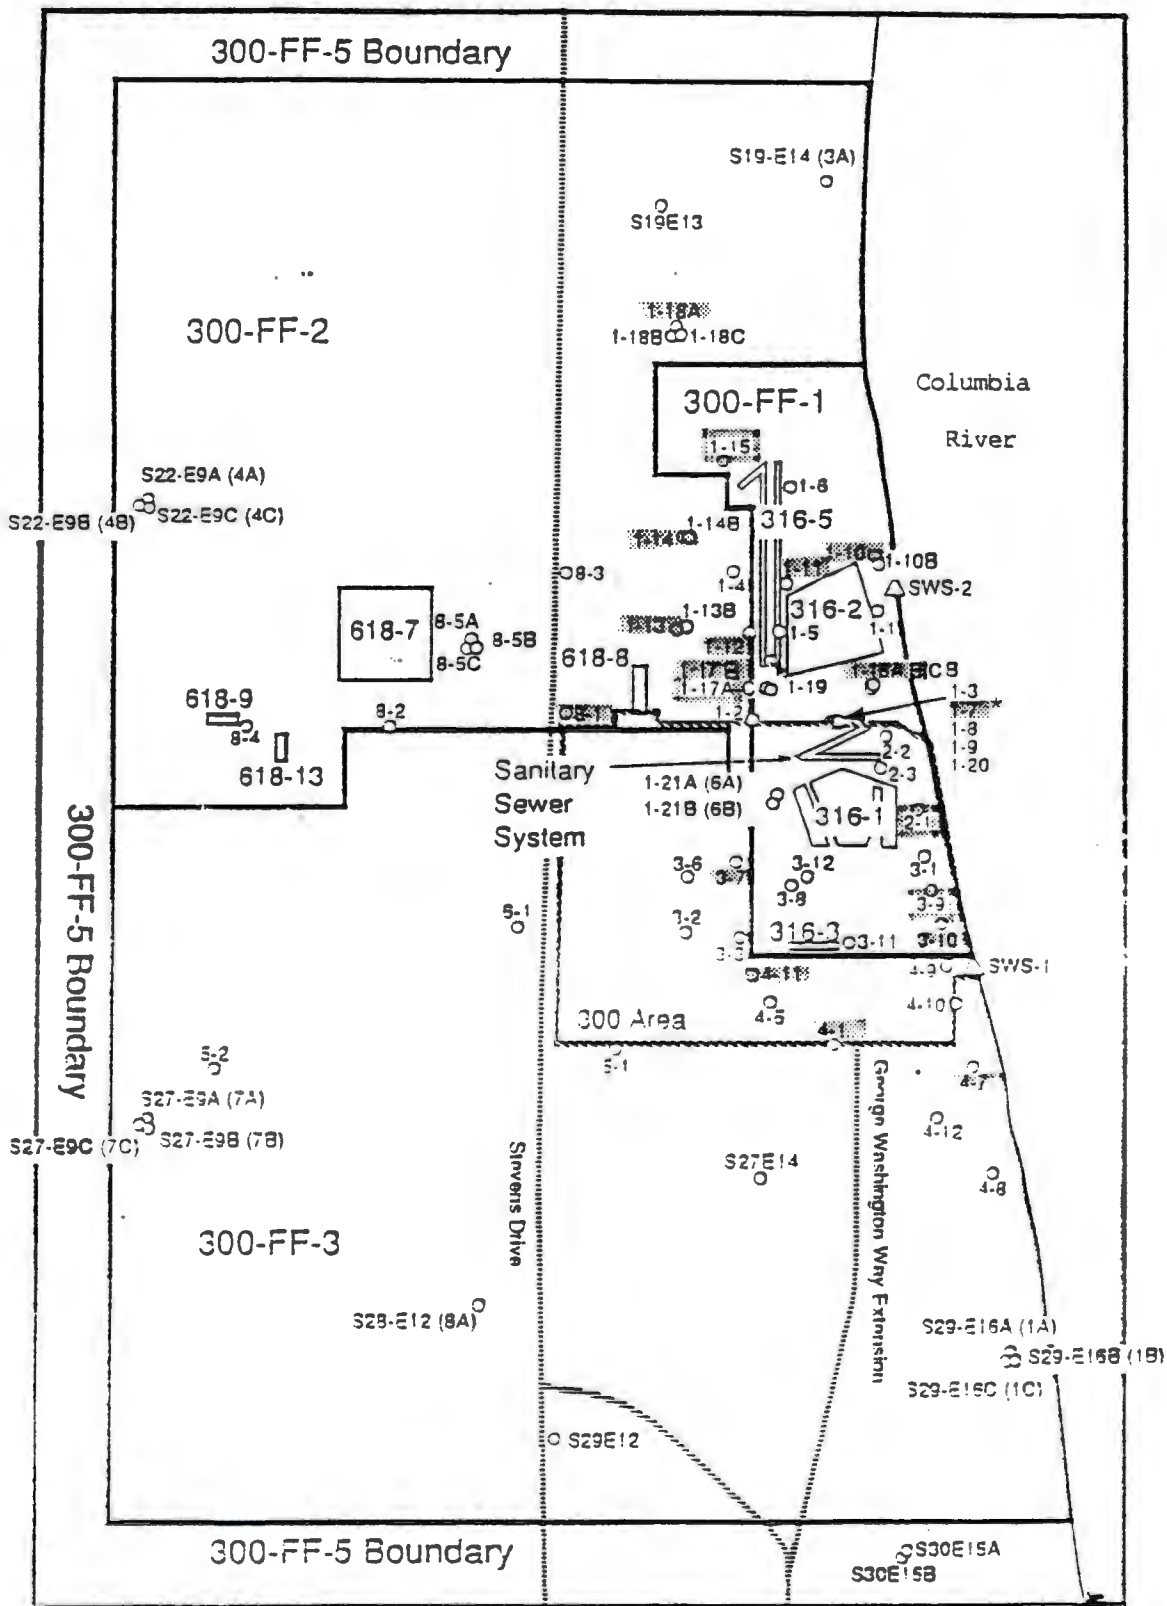 300-FF-5 Boundary
S19-E14 (3A)
S19E13
1-18A
1-18B
1-18C
300-FF-2
300-FF-1
Columbia
River
1-15
S22-E9A (4A)
1-6
S22-E9B (4B)
S22-E9C (4C)
1-14B
316-5
1-14
1-10
1-10B
1-11
8-3
1-4
SWS-2
316-2
1-13B
8-5A
618-7
8-5B
1-13
1-5
1-1
1-12
8-5C
618-8
1-17B
1-17A
1-19
618-9
8-2
8-1
1-2
1-3
1-7*
1-8
1-9
1-20
8-4
618-13
2-2
2-3
Sanitary
Sewer
System
1-21A (6A)
1-21B (6B)
316-1
2-1
300-FF-5 Boundary
3-6
3-7
3-12
3-8
3-1
3-9
6-1
3-2
3-3
316-3
3-11
3-10
4-11
4-9
SWS-1
4-5
4-10
300 Area
4-1
5-1
4-7
S27-E9A (7A)
S27-E9C (7C)
S27-E9B (7B)
4-12
S27E14
4-8
Stevens Drive
George Washington Way Extension
300-FF-3
S28-E12 (8A)
S29-E16A (1A)
S29-E16B (1B)
S29-E16C (1C)
S29E12
300-FF-5 Boundary
S30E15A
S30E15B